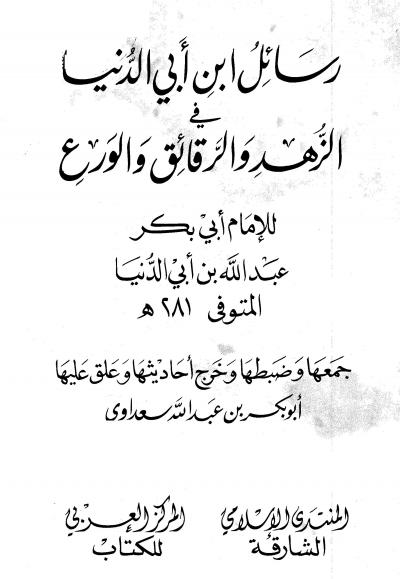 رسائل ابن أبي الدنيا
في
الزهد والرقائق والورع
للإمام أبي بكر
عبد الله بن أبي الدنيا
المتوفى ٢٨١ هـ
جمعها وضبطها وخرج أحاديثها وعلق عليها
أبو بكر بن عبد الله سعداوي
المنتدى الإسلامي المركز العربي
الشارقة للكتاب